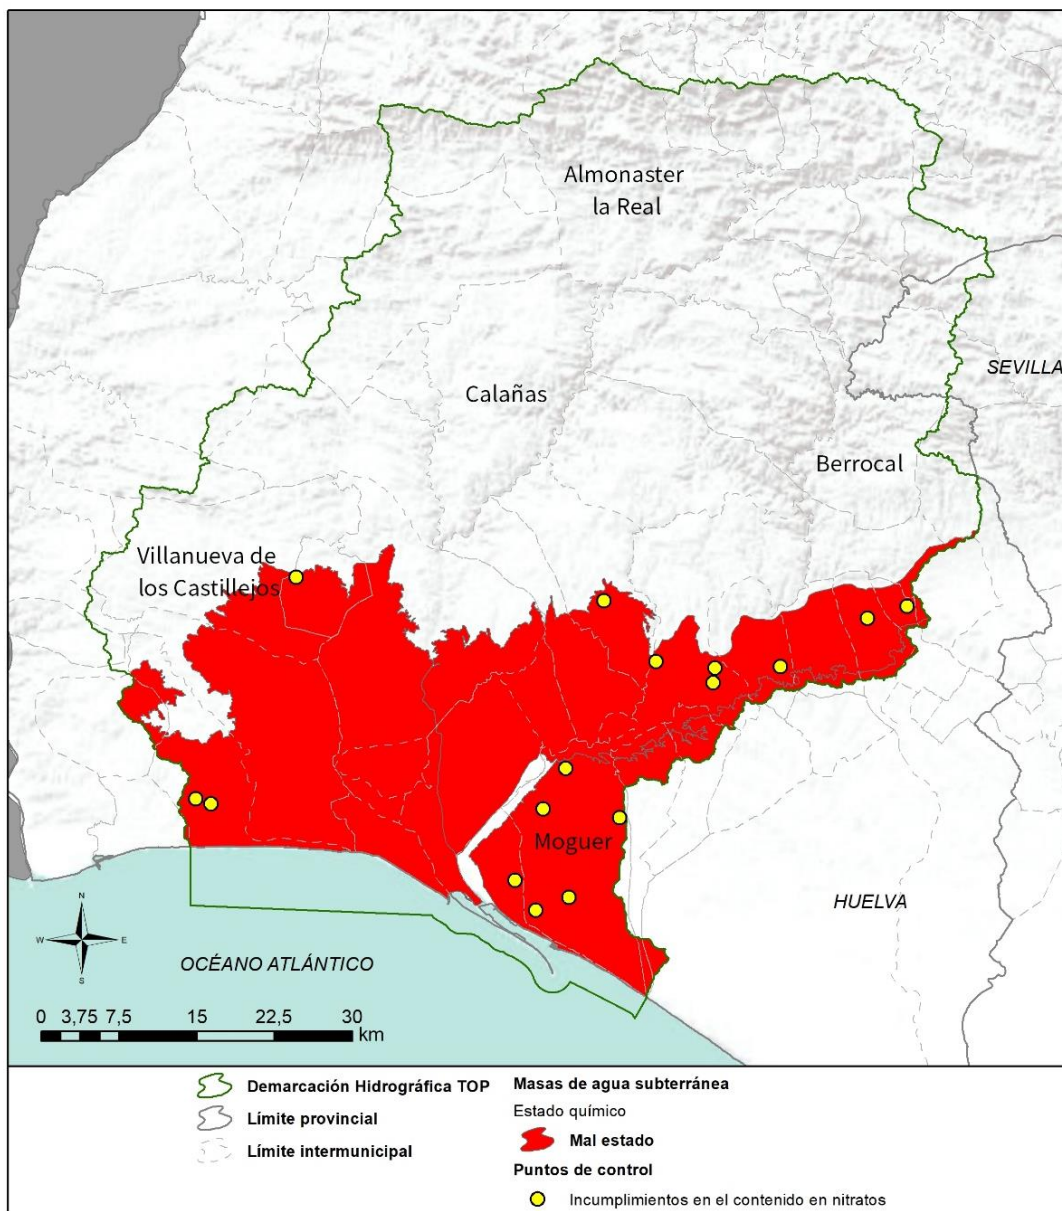 Almonaster
la Real
SEVILLA
Calañas
Berrocal
Villanueva de
los Castillejos
Moguer
HUELVA
N
W E
S
OCÉANO ATLÁNTICO
0 3,75 7,5 15 22,5 30
km
Demarcación Hidrográfica TOP
Límite provincial
Límite intermunicipal
Masas de agua subterránea
Estado químico
Mal estado
Puntos de control
Incumplimientos en el contenido en nitratos